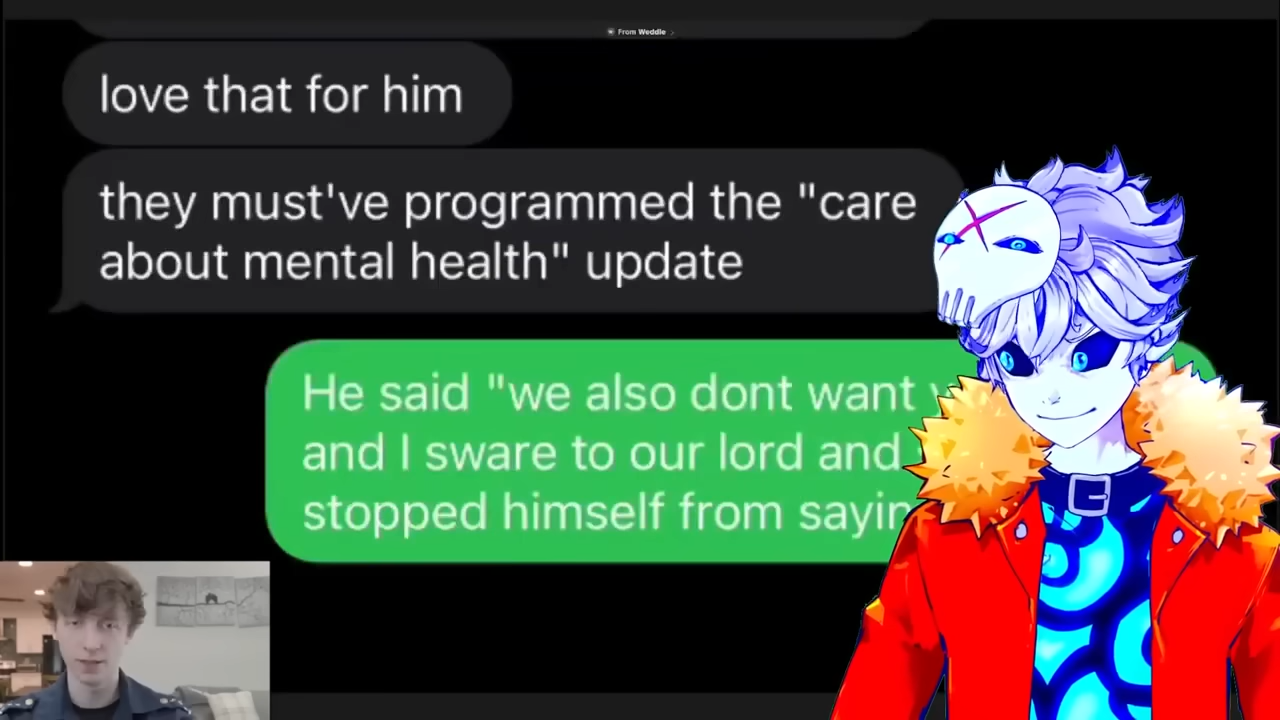 From Weddle
love that for him
they must've programmed the "care
about mental health" update
He said "we also dont want
and I sware to our lord and
stopped himself from sayin